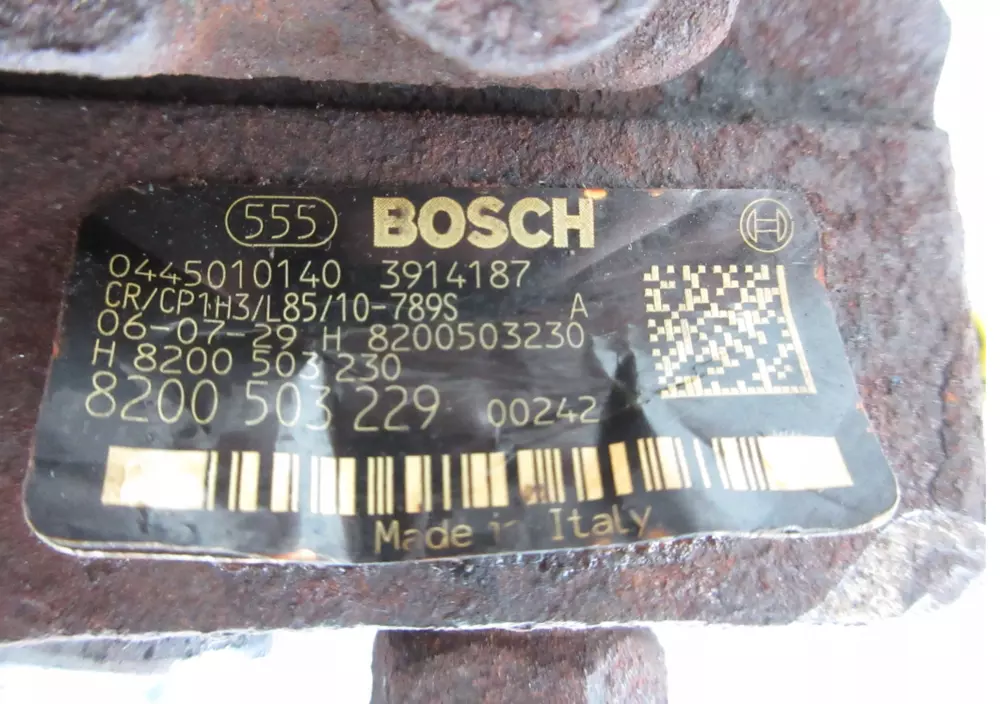 555 BOSCH
0445010140 3914187
CR/CP1H3/L85/10-789S A
06-07-29 H 8200503230
H 8200 503 230
8200 503 229 00242
Made in Italy